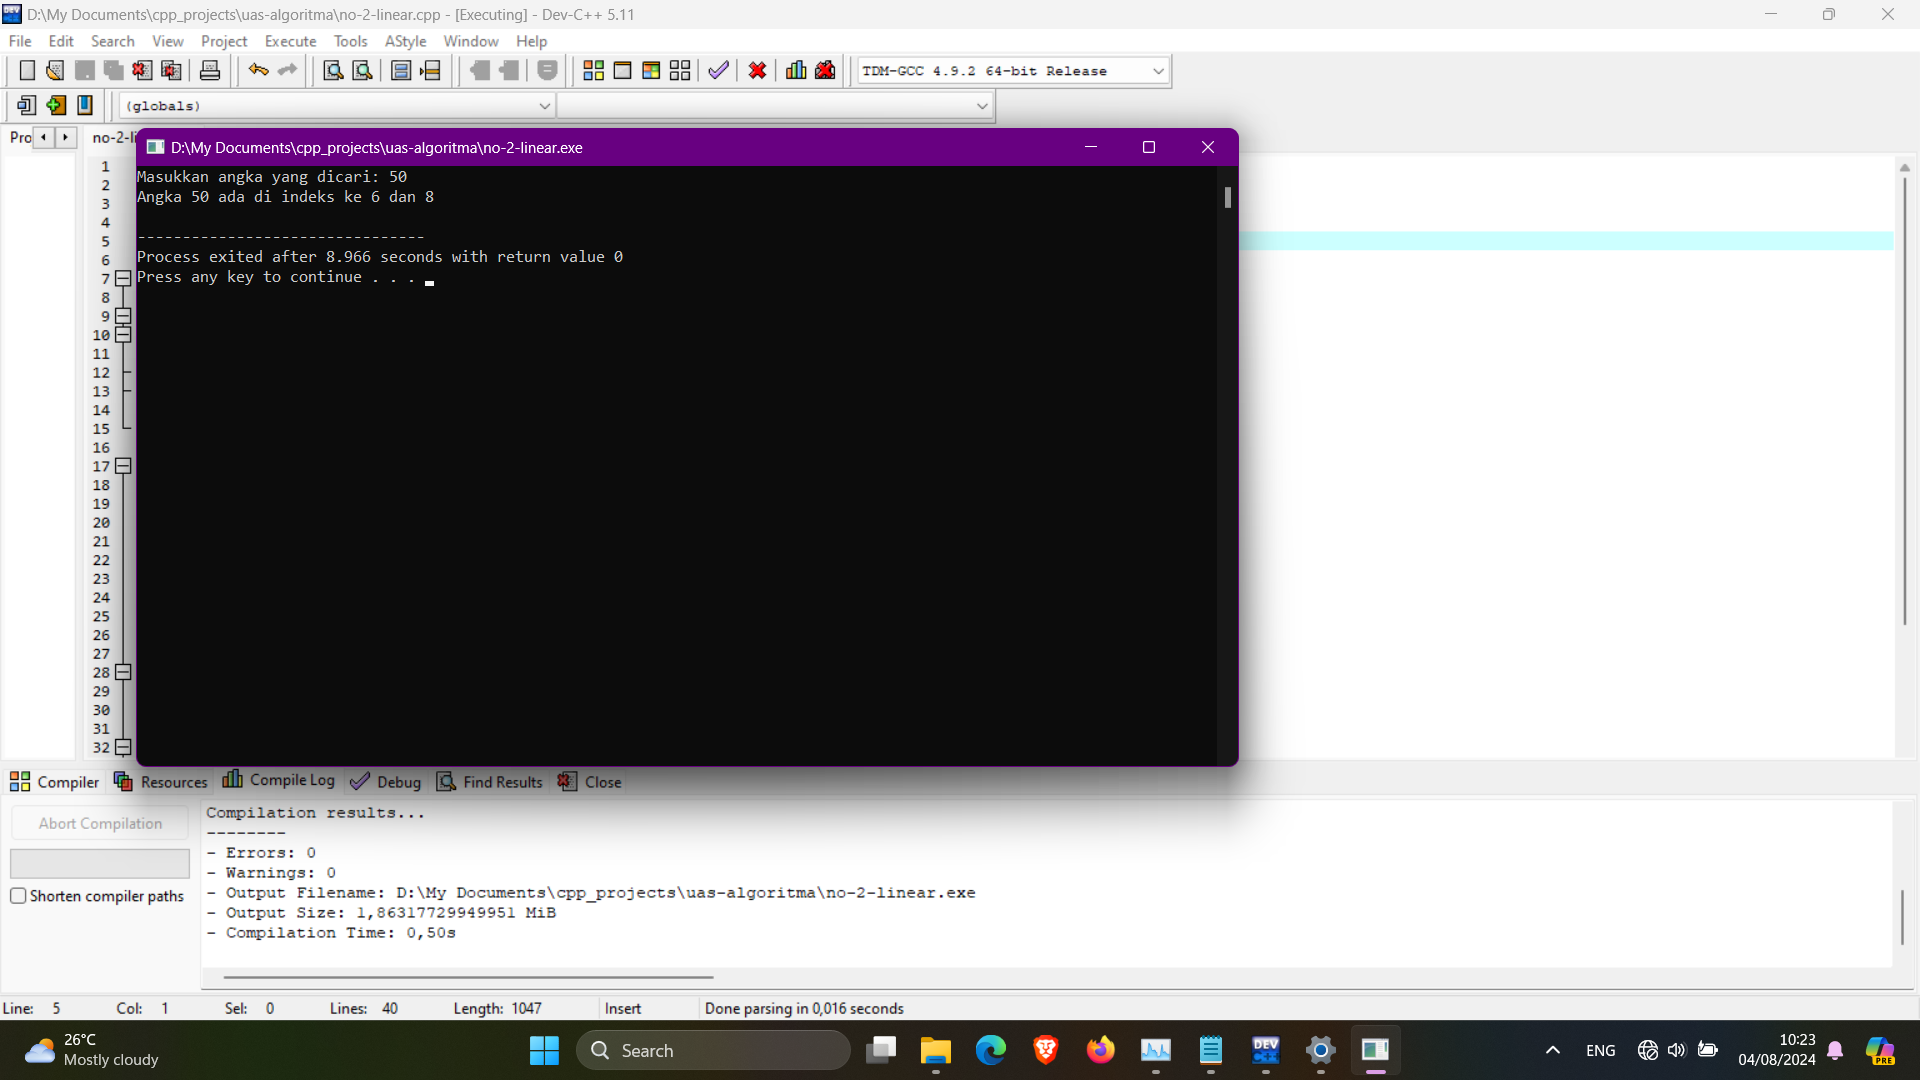 D:\My Documents\cpp_projects\uas-algoritma\no-2-linear.cpp - [Executing] - Dev-C++ 5.11
File Edit Search View Project Execute Tools AStyle Window Help
TDM-GCC 4.9.2 64-bit Release
(globals)
Pro no-2-li
D:\My Documents\cpp_projects\uas-algoritma\no-2-linear.exe
Masukkan angka yang dicari: 50
Angka 50 ada di indeks ke 6 dan 8
--------------------------------
Process exited after 8.966 seconds with return value 0
Press any key to continue . . .
1
2
3
4
5
6
7
8
9
10
11
12
13
14
15
16
17
18
19
20
21
22
23
24
25
26
27
28
29
30
31
32
Compiler Resources Compile Log Debug Find Results Close
Abort Compilation
Shorten compiler paths
Compilation results...
--------
- Errors: 0
- Warnings: 0
- Output Filename: D:\My Documents\cpp_projects\uas-algoritma\no-2-linear.exe
- Output Size: 1,86317729949951 MiB
- Compilation Time: 0,50s
Line: 5 Col: 1 Sel: 0 Lines: 40 Length: 1047 Insert Done parsing in 0,016 seconds
26°C
Mostly cloudy
Search
DEV C++
ENG
10:23
04/08/2024
PRE